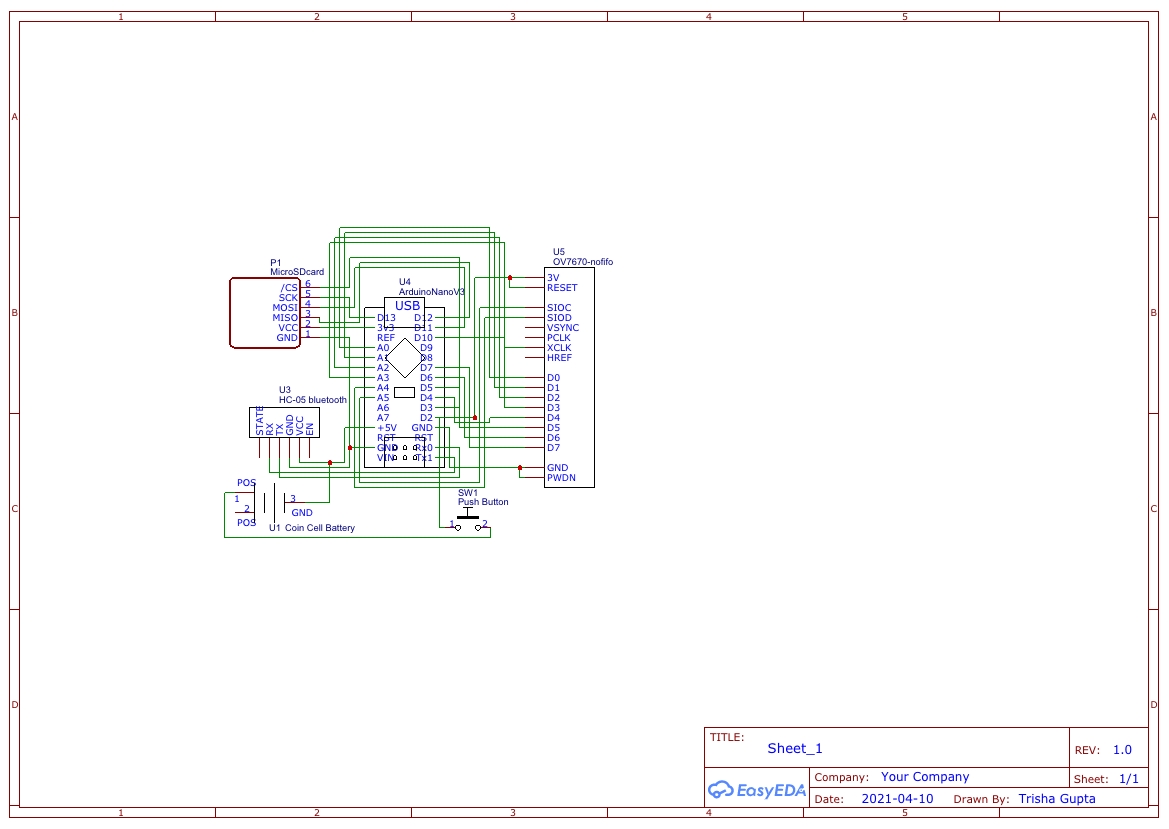 1 2 3 4 5
A A
B B
C C
D D
U5
OV7670-nofifo
P1
MicroSDcard
/CS 6
SCK 5
MOSI 4
MISO 3
VCC 2
GND 1
U4
ArduinoNanoV3
USB
D13 D12
3V3 D11
REF D10
A0 D9
A1 D8
A2 D7
A3 D6
A4 D5
A5 D4
A6 D3
A7 D2
+5V GND
RST RST
GND Rx0
VIN Tx1
3V
RESET
SIOC
SIOD
VSYNC
PCLK
XCLK
HREF
D0
D1
D2
D3
D4
D5
D6
D7
GND
PWDN
U3
HC-05 bluetooth
STATE
RX
TX
GND
VCC
EN
POS
1
2
POS
3
GND
U1 Coin Cell Battery
SW1
Push Button
1 2
TITLE:
Sheet_1
REV: 1.0
EasyEDA
Company: Your Company
Sheet: 1/1
Date: 2021-04-10 Drawn By: Trisha Gupta
1 2 3 4 5